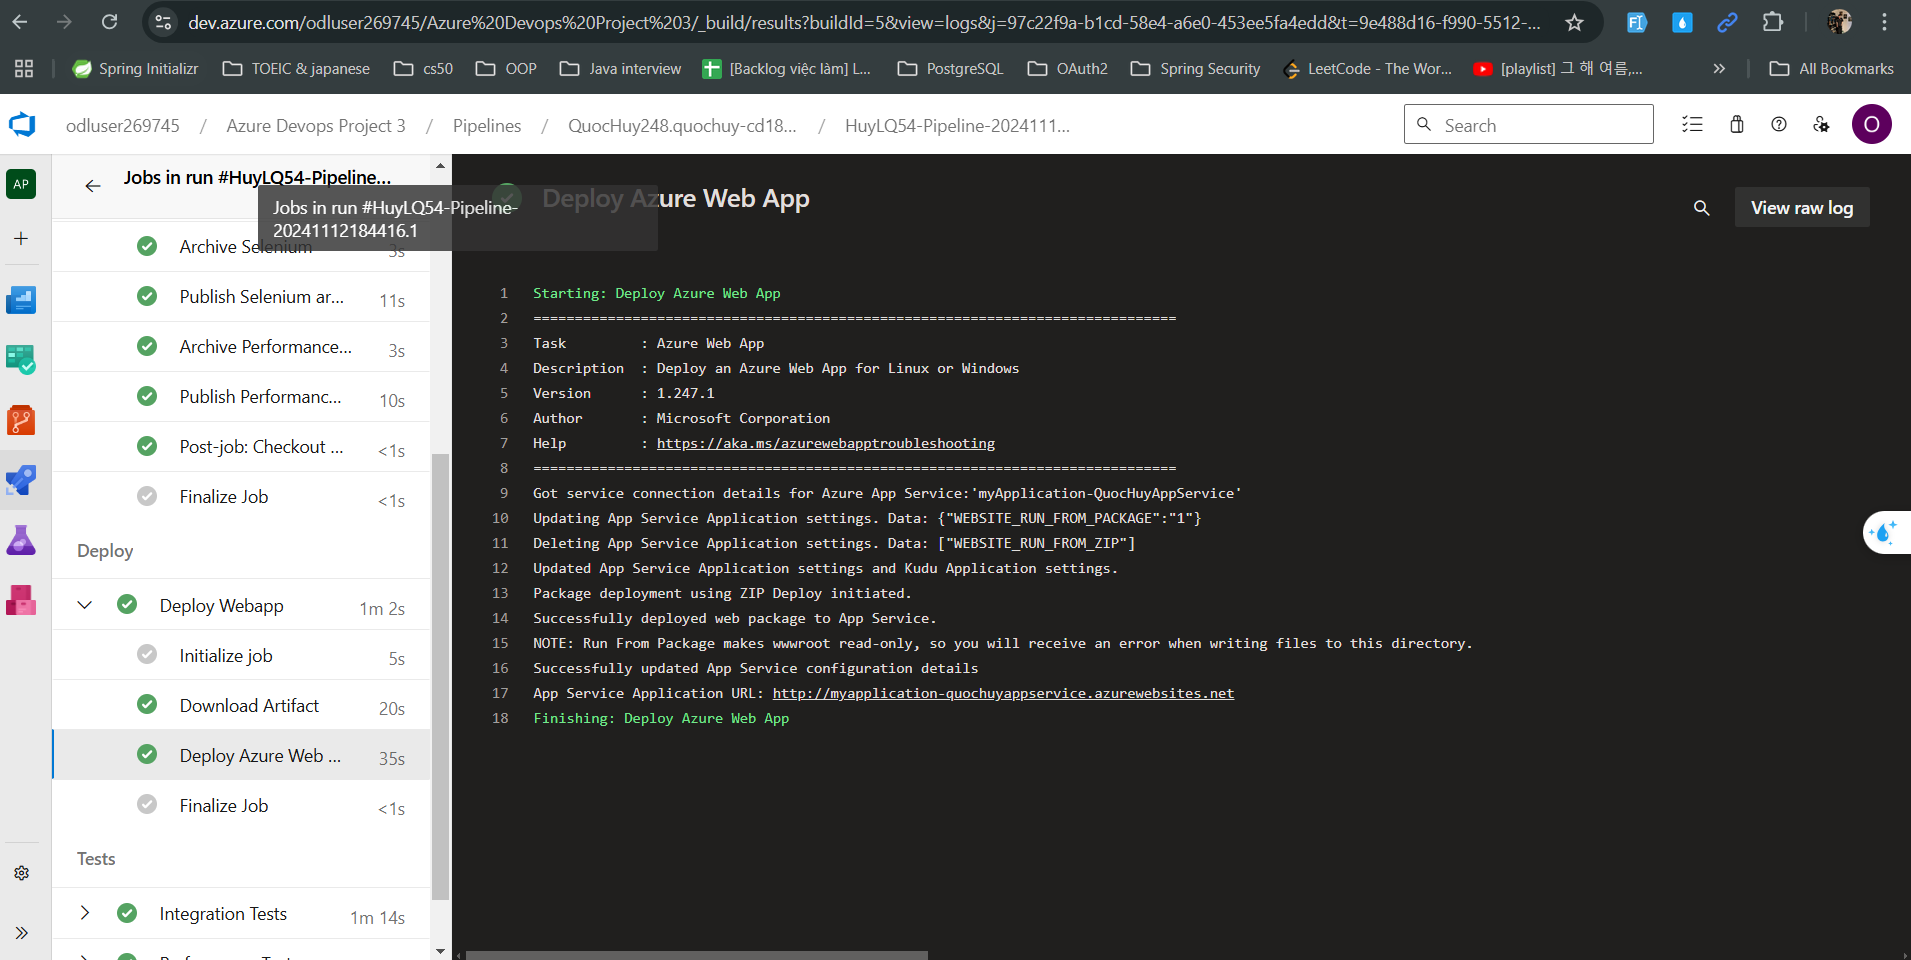 dev.azure.com/odluser269745/Azure%20Devops%20Project%203/_build/results?buildId=5&view=logs&j=97c22f9a-b1cd-58e4-a6e0-453ee5fa4edd&t=9e488d16-f990-5512-...
Spring Initializr
TOEIC & japanese
cs50
OOP
Java interview
[Backlog việc làm] L...
PostgreSQL
OAuth2
Spring Security
LeetCode - The Wor...
[playlist] 그 해 여름,...
All Bookmarks
odluser269745 / Azure Devops Project 3 / Pipelines / QuocHuy248.quochuy-cd18... / HuyLQ54-Pipeline-2024111...
Search
O
AP
Jobs in run #HuyLQ54-Pipeline...
Jobs in run #HuyLQ54-Pipeline-
20241112184416.1
Archive Selenium 3s
Publish Selenium ar... 11s
Archive Performance... 3s
Publish Performanc... 10s
Post-job: Checkout ... <1s
Finalize Job <1s
Deploy
Deploy Webapp 1m 2s
Initialize job 5s
Download Artifact 20s
Deploy Azure Web ... 35s
Finalize Job <1s
Tests
Integration Tests 1m 14s
Deploy Azure Web App
View raw log
1 Starting: Deploy Azure Web App
2 ==============================================================================
3 Task : Azure Web App
4 Description : Deploy an Azure Web App for Linux or Windows
5 Version : 1.247.1
6 Author : Microsoft Corporation
7 Help : https://aka.ms/azurewebapptroubleshooting
8 ==============================================================================
9 Got service connection details for Azure App Service:'myApplication-QuocHuyAppService'
10 Updating App Service Application settings. Data: {"WEBSITE_RUN_FROM_PACKAGE":"1"}
11 Deleting App Service Application settings. Data: ["WEBSITE_RUN_FROM_ZIP"]
12 Updated App Service Application settings and Kudu Application settings.
13 Package deployment using ZIP Deploy initiated.
14 Successfully deployed web package to App Service.
15 NOTE: Run From Package makes wwwroot read-only, so you will receive an error when writing files to this directory.
16 Successfully updated App Service configuration details
17 App Service Application URL: http://myapplication-quochuyappservice.azurewebsites.net
18 Finishing: Deploy Azure Web App